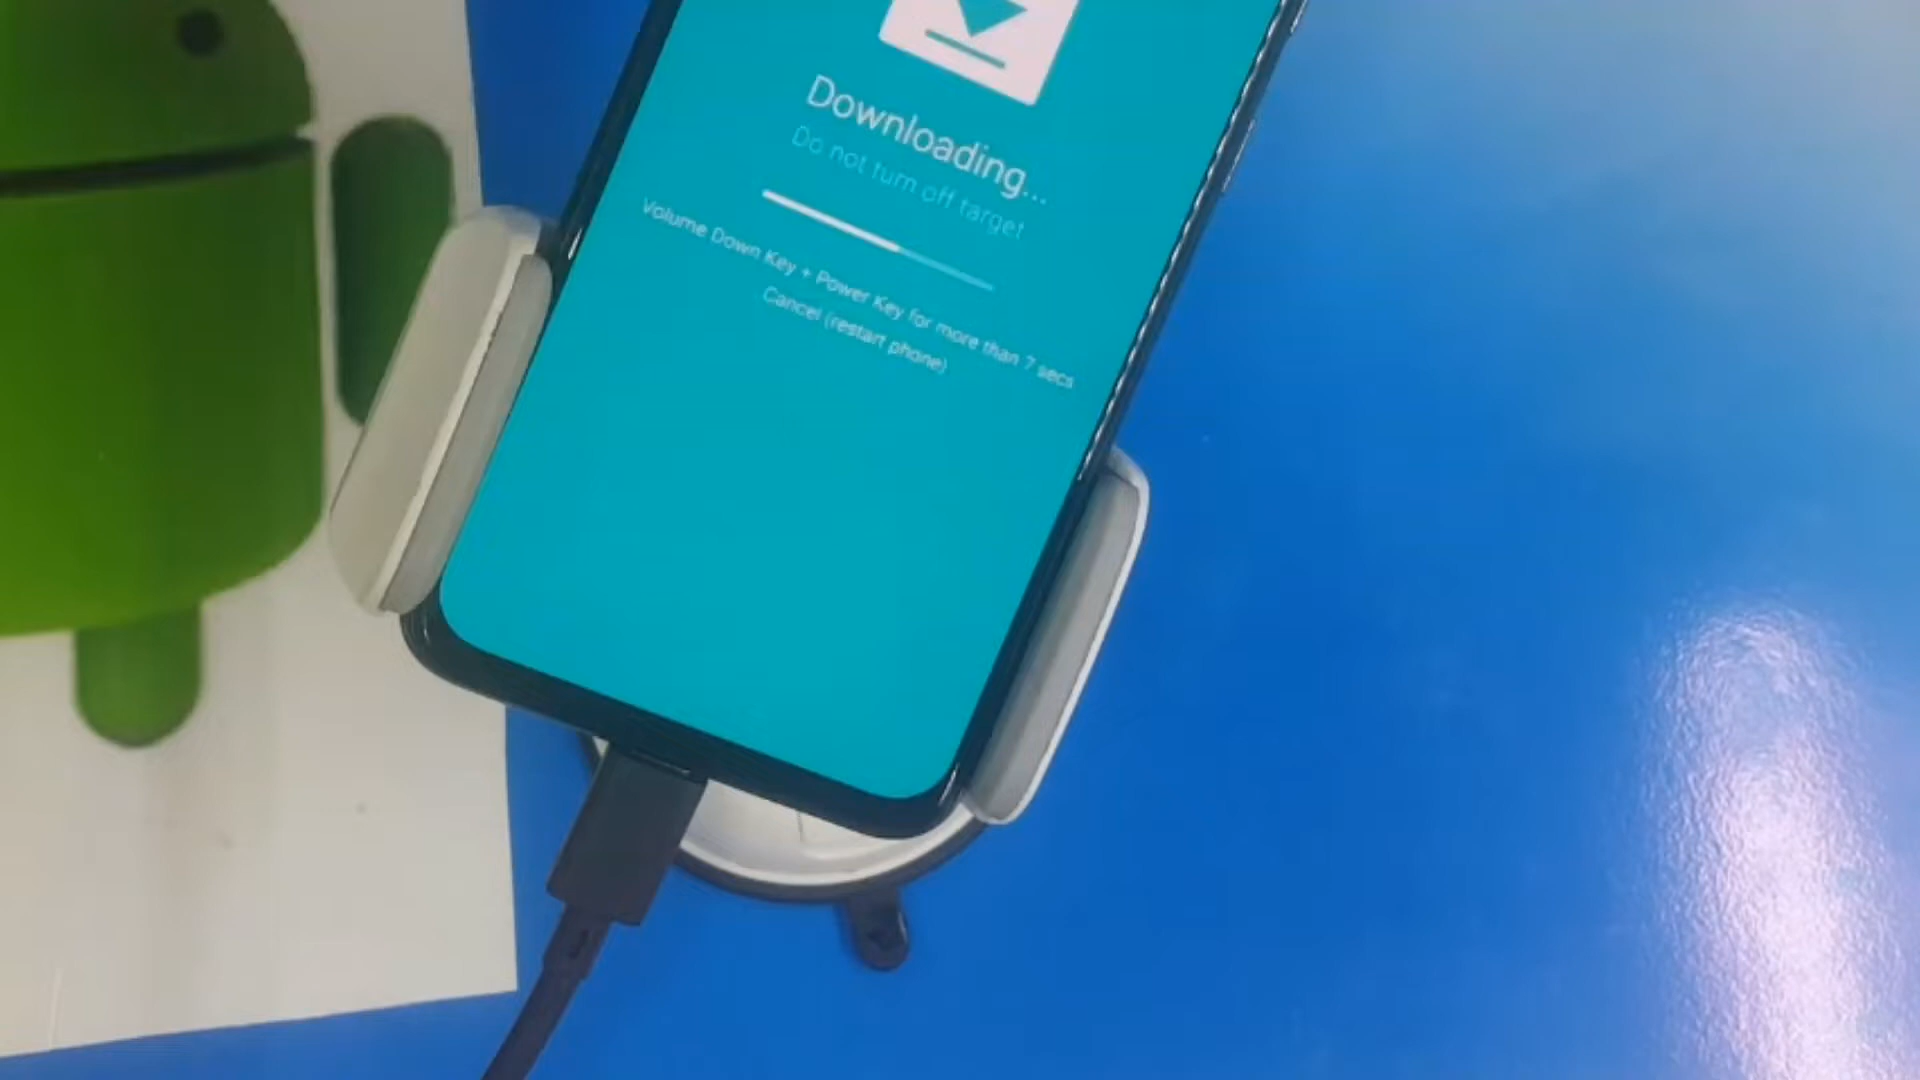 Downloading...
Do not turn off target
Volume Down Key + Power Key for more than 7 secs
Cancel (restart phone)